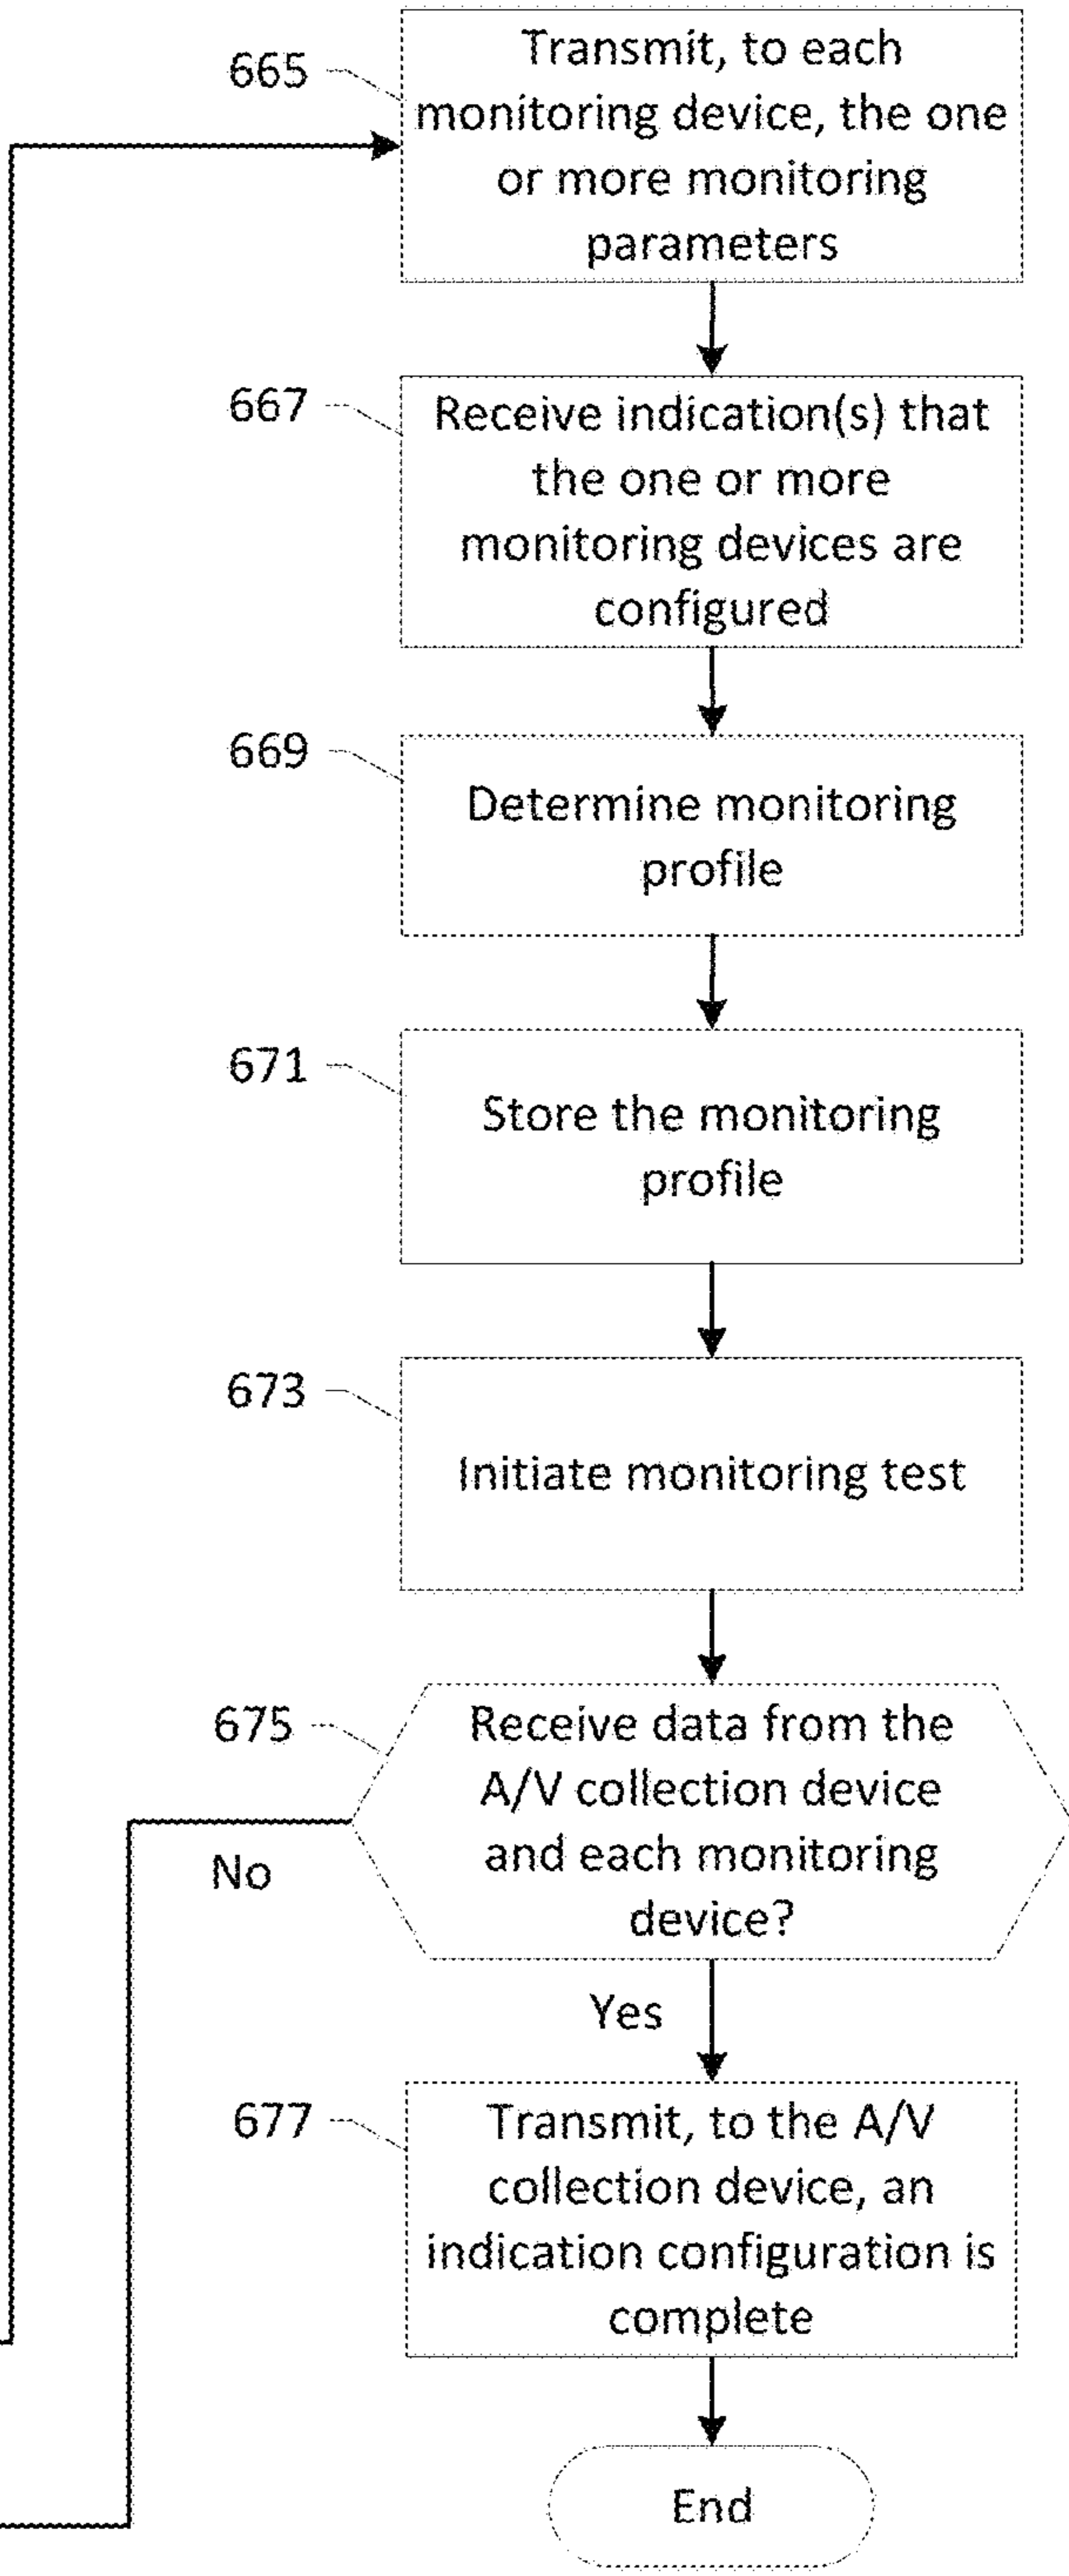 665
Transmit, to each
monitoring device, the one
or more monitoring
parameters
667
Receive indication(s) that
the one or more
monitoring devices are
configured
669
Determine monitoring
profile
671
Store the monitoring
profile
673
Initiate monitoring test
675
Receive data from the
A/V collection device
and each monitoring
device?
No
Yes
677
Transmit, to the A/V
collection device, an
indication configuration is
complete
End